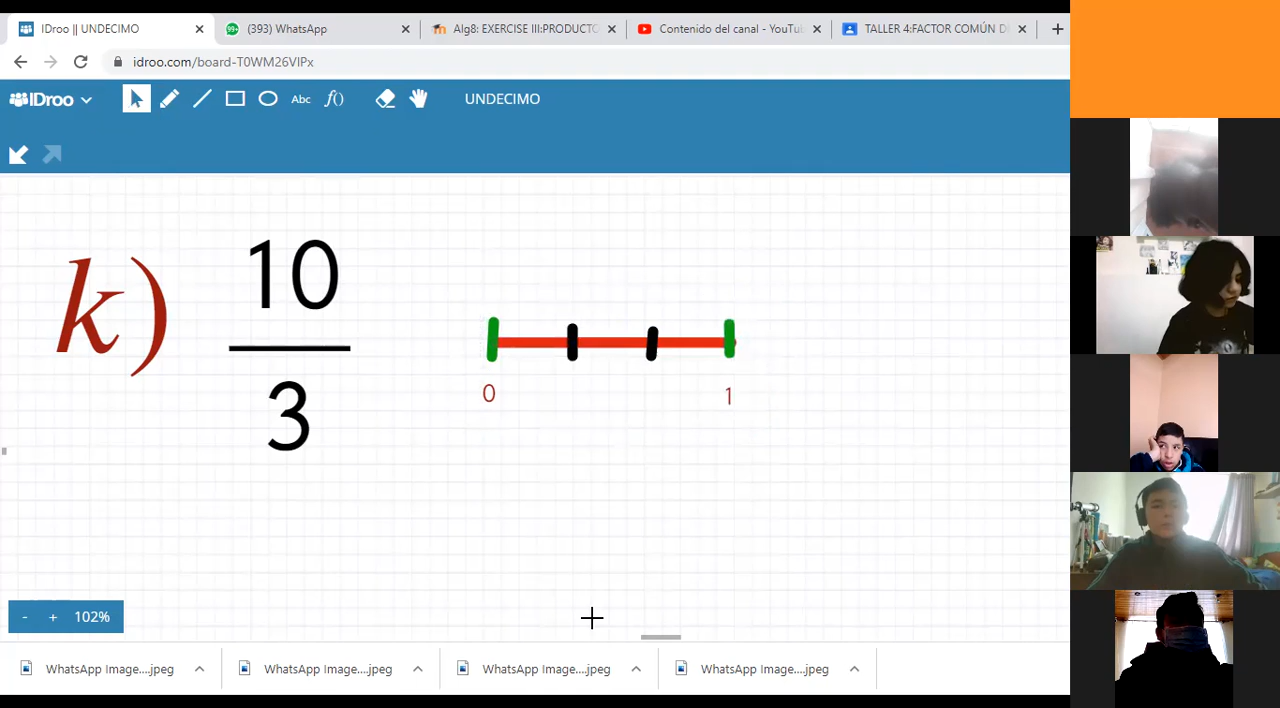 IDroo || UNDECIMO
99+
(393) WhatsApp
Alg8: EXERCISE III:PRODUCTO
Contenido del canal - YouTu
TALLER 4:FACTOR COMÚN D
idroo.com/board-T0WM26VIPx
IDroo
Abc
f()
UNDECIMO
k)
10
3
0
1
- + 102%
WhatsApp Image....jpeg
WhatsApp Image....jpeg
WhatsApp Image....jpeg
WhatsApp Image....jpeg